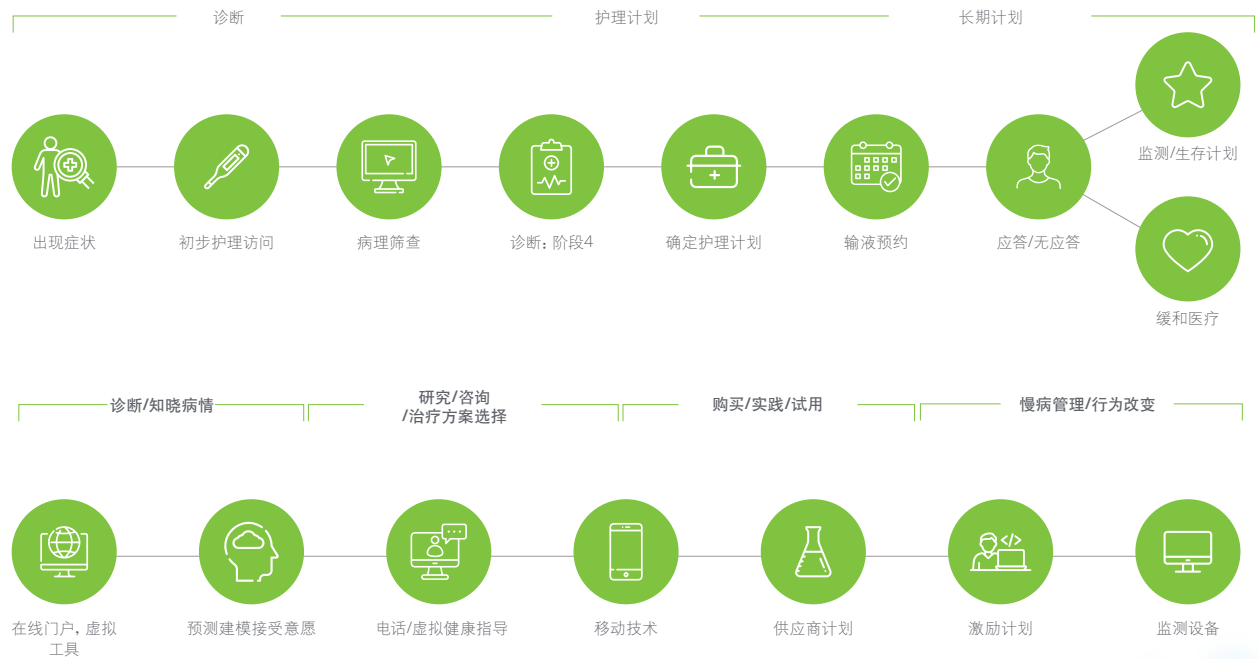 诊断
护理计划
长期计划
监测/生存计划
出现症状
初步护理访问
病理筛查
诊断: 阶段4
确定护理计划
输液预约
应答/无应答
缓和医疗
诊断/知晓病情
研究/咨询
/治疗方案选择
购买/实践/试用
慢病管理/行为改变
在线门户, 虚拟
工具
预测建模接受意愿
电话/虚拟健康指导
移动技术
供应商计划
激励计划
监测设备